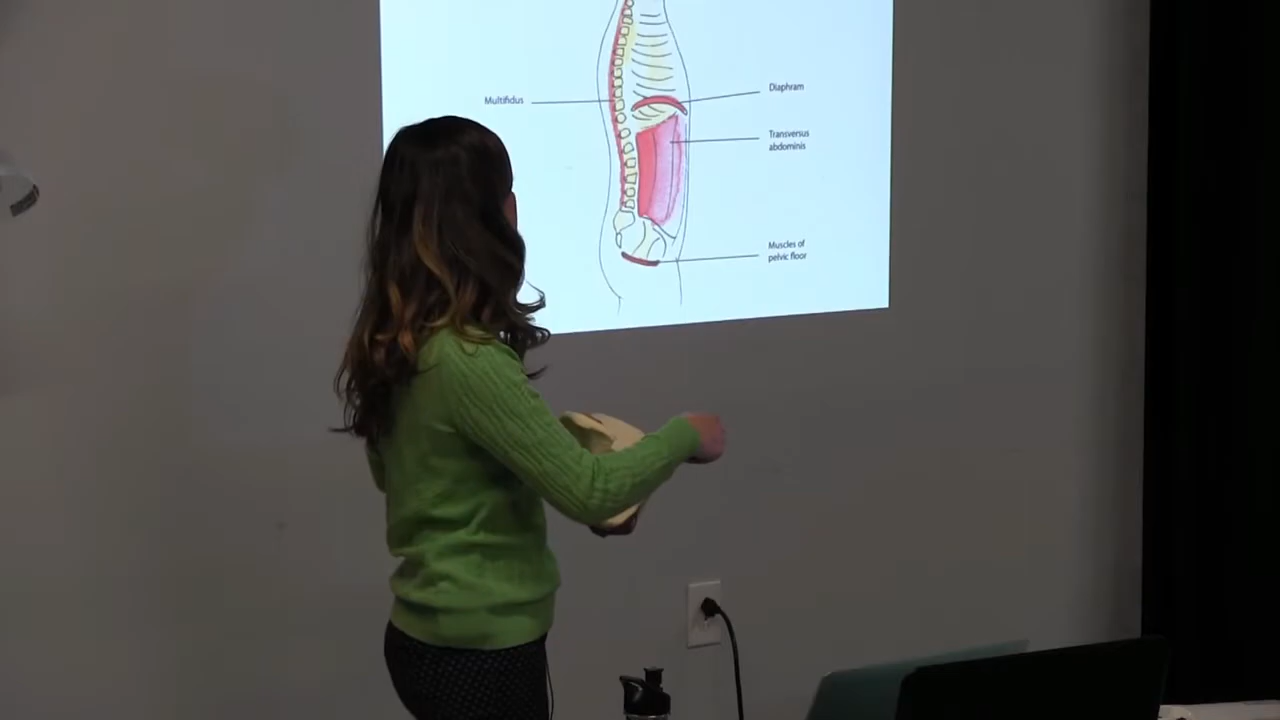 Multifidus
Diaphram
Transversus
abdominis
Muscles of
pelvic floor